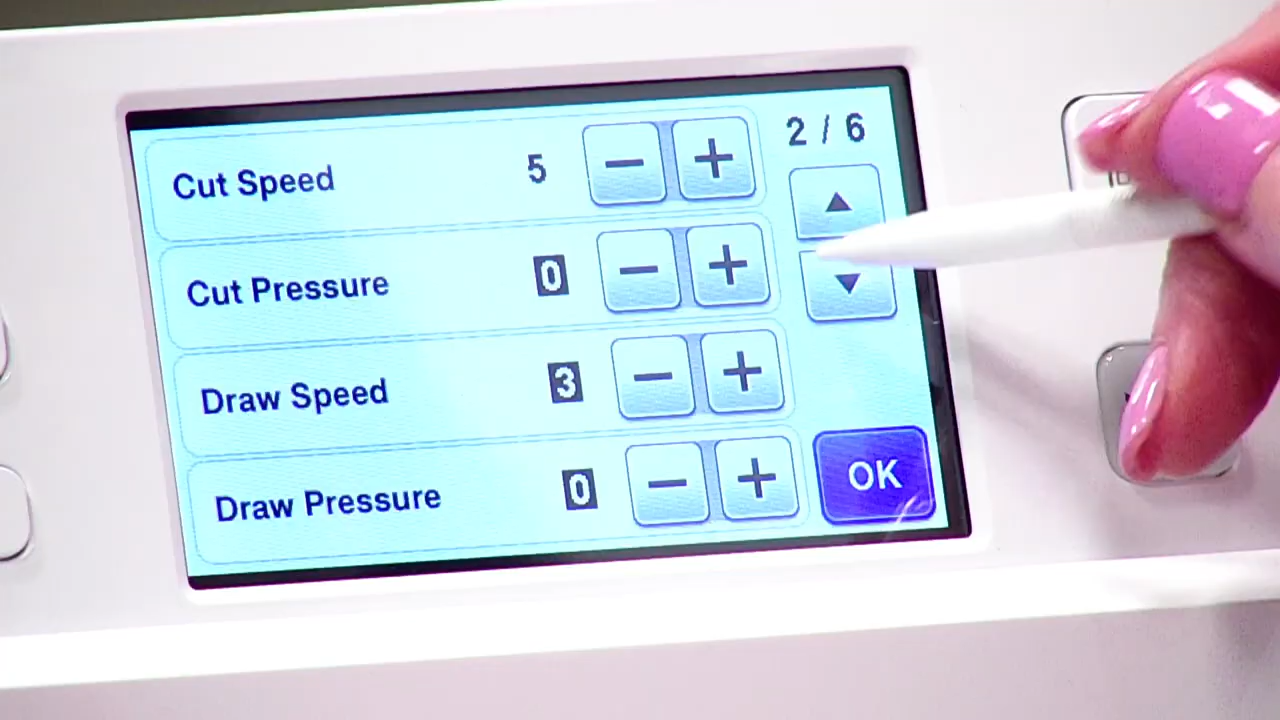 2 / 6
Cut Speed 5 − +
Cut Pressure 0 − +
Draw Speed 3 − +
Draw Pressure 0 − +
OK